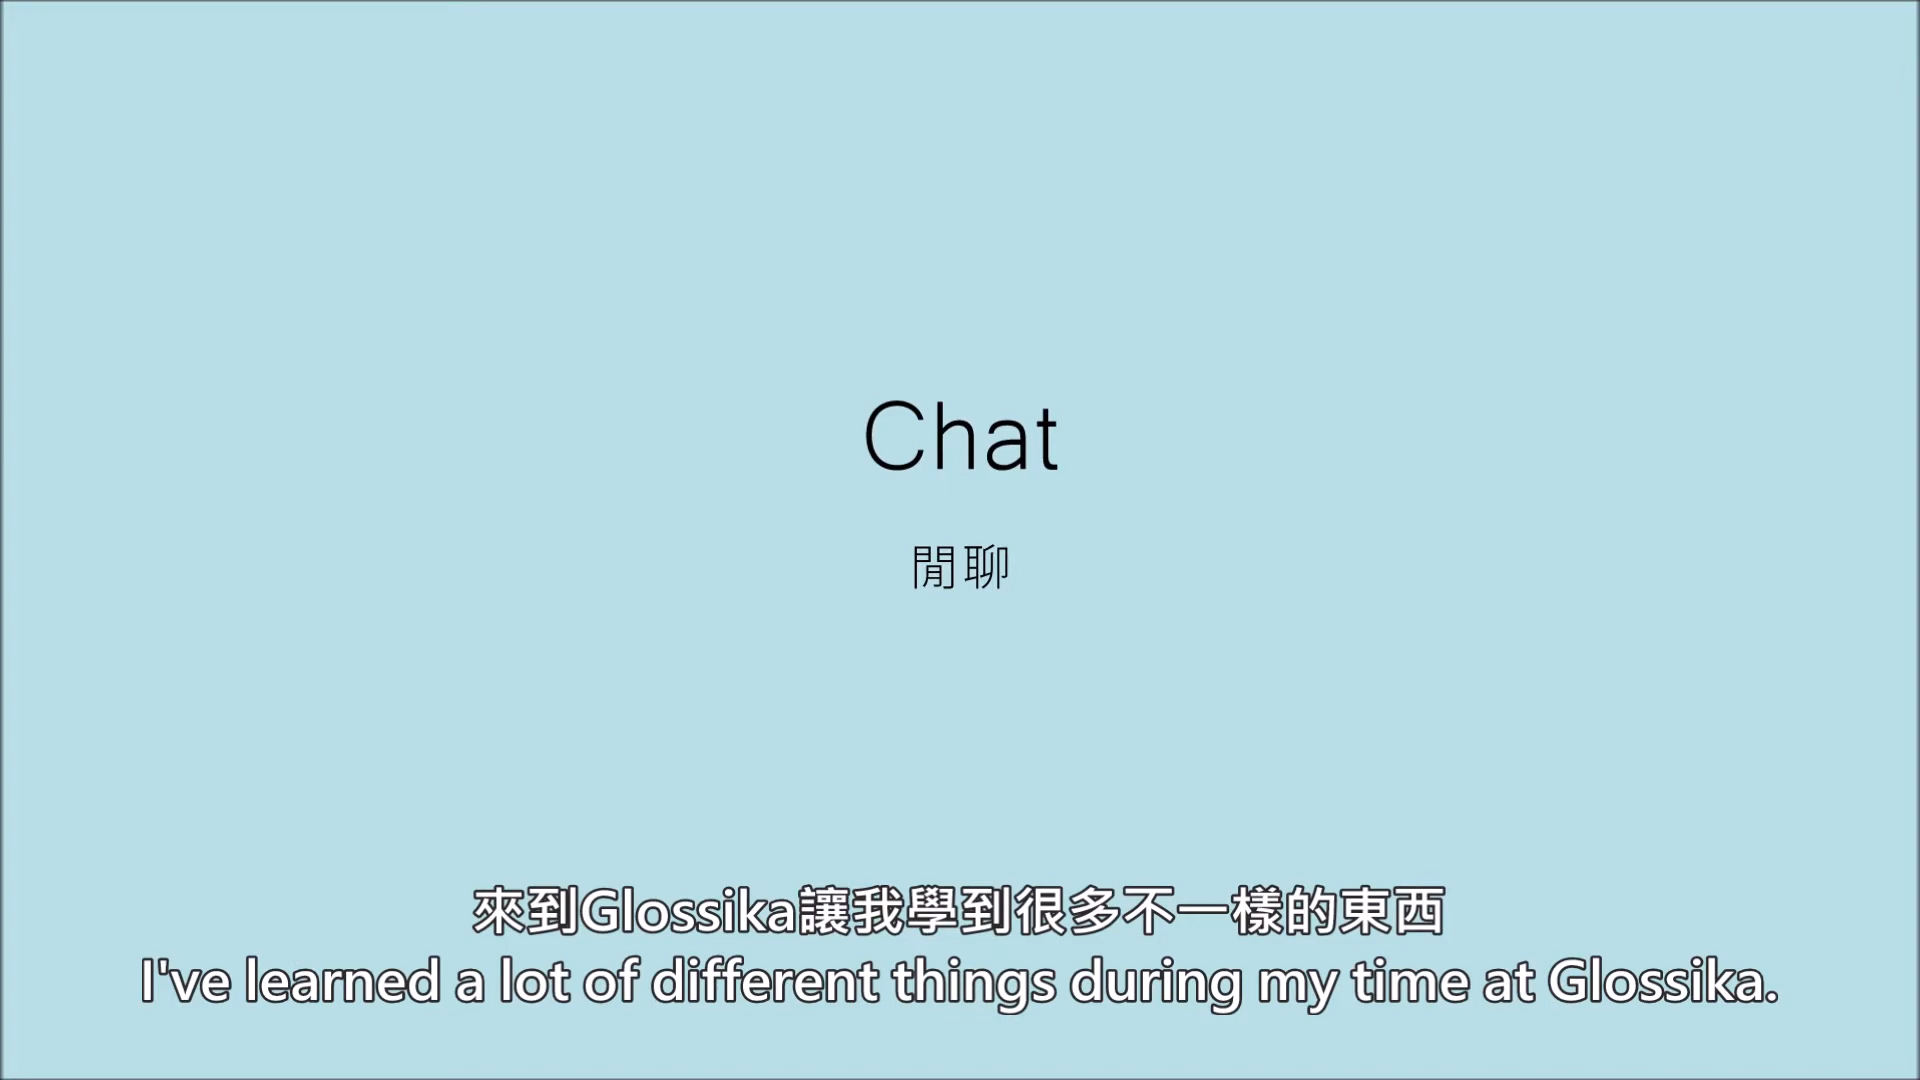 Chat
閒聊
來到Glossika讓我學到很多不一樣的東西
I've learned a lot of different things during my time at Glossika.